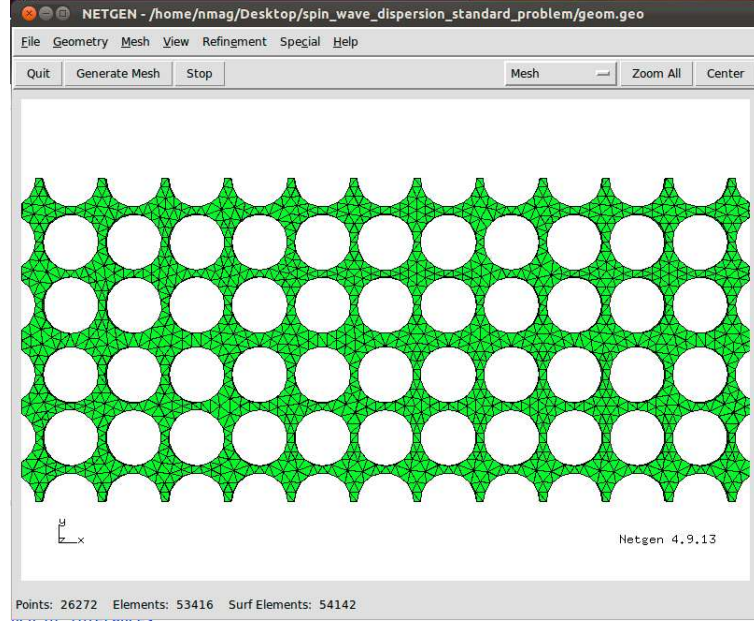 NETGEN - /home/nmag/Desktop/spin_wave_dispersion_standard_problem/geom.geo
File Geometry Mesh View Refinement Special Help
Quit Generate Mesh Stop Mesh Zoom All Center
y
z x
Netgen 4.9.13
Points: 26272 Elements: 53416 Surf Elements: 54142